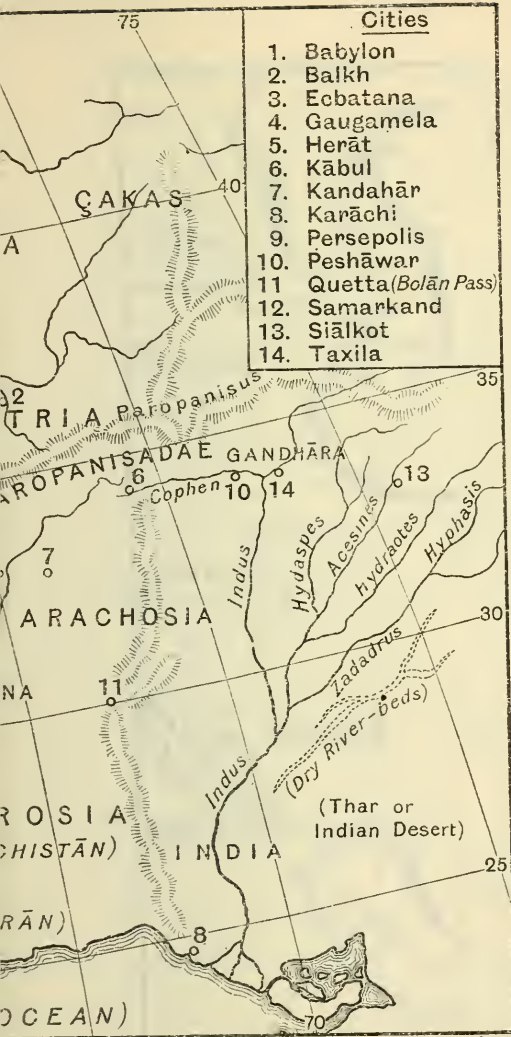 75
Cities
1. Babylon
2. Balkh
3. Ecbatana
4. Gaugamela
5. Herāt
6. Kābul
7. Kandahār
8. Karāchi
9. Persepolis
10. Peshāwar
11 Quetta (Bolān Pass)
12. Samarkand
13. Siālkot
14. Taxila
40
ÇAKAS
A
35
2
TRIA Paropanisus
AROPANISADAE GANDHĀRA
6 Cophen 10 14
13
7
Indus
Hydaspes
Acesines
hydraotes
Hyphasis
ARACHOSIA
30
Zadadrus
NA
11
(Dry River-beds)
Indus
(Thar or
Indian Desert)
ROSIA
CHISTĀN)
INDIA
25
RĀN)
8
OCEAN)
70